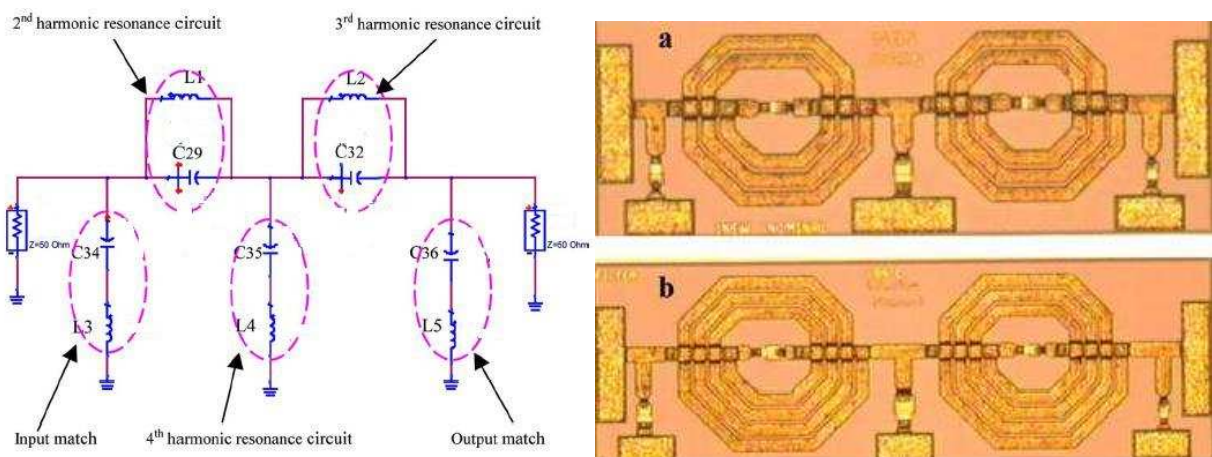 2nd harmonic resonance circuit
3rd harmonic resonance circuit
L1
L2
C29
C32
Z=50 Ohm
Z=50 Ohm
C34
C35
C36
L3
L4
L5
Input match
4th harmonic resonance circuit
Output match
a
b